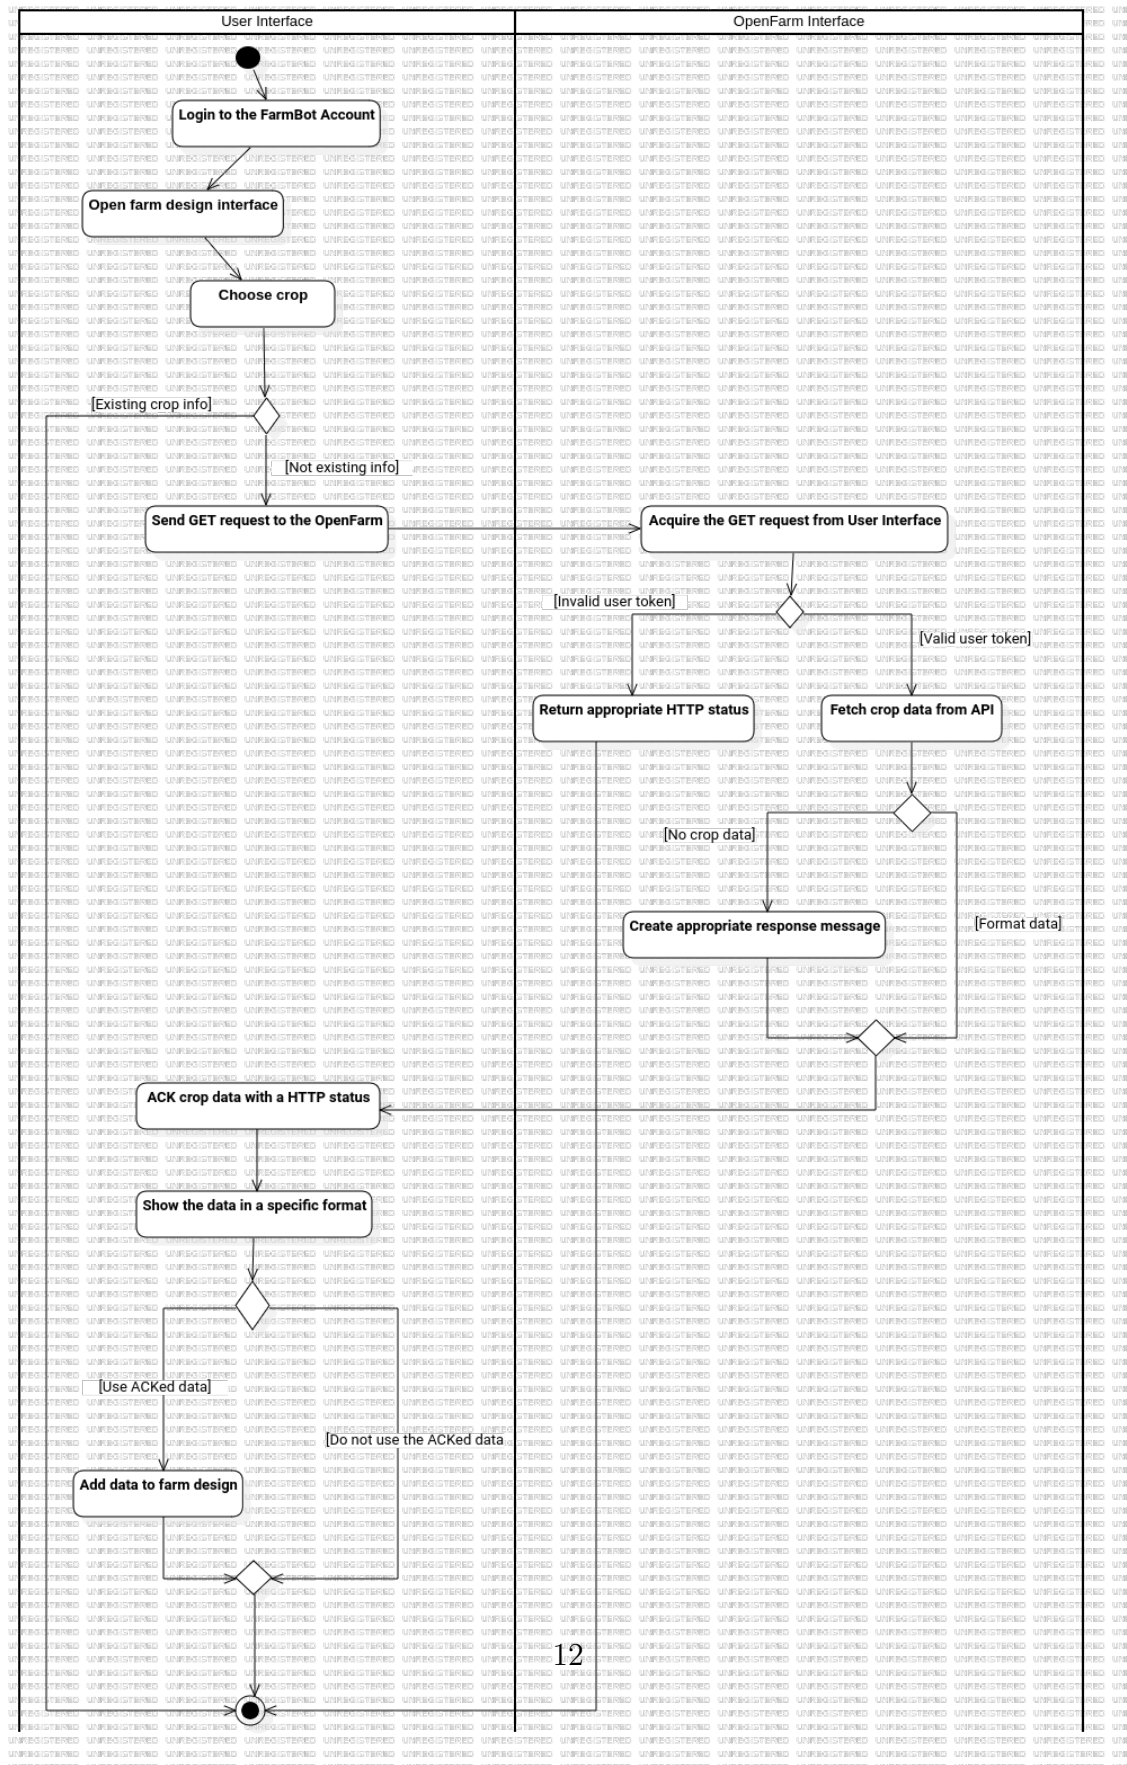 User Interface
OpenFarm Interface
Login to the FarmBot Account
Open farm design interface
Choose crop
[Existing crop info]
[Not existing info]
Send GET request to the OpenFarm
Acquire the GET request from User Interface
[Invalid user token]
[Valid user token]
Return appropriate HTTP status
Fetch crop data from API
[No crop data]
Create appropriate response message
[Format data]
ACK crop data with a HTTP status
Show the data in a specific format
[Use ACKed data]
[Do not use the ACKed data
Add data to farm design
12
UNREGISTERED